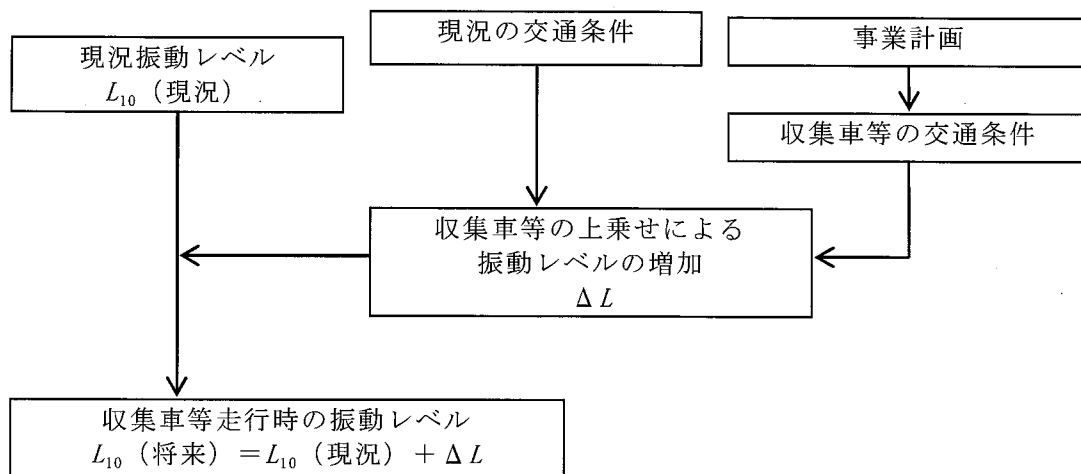 現況振動レベル
L₁₀（現況）
現況の交通条件
事業計画
収集車等の交通条件
収集車等の上乗せによる
振動レベルの増加
ΔL
収集車等走行時の振動レベル
L₁₀（将来）＝L₁₀（現況）＋ΔL